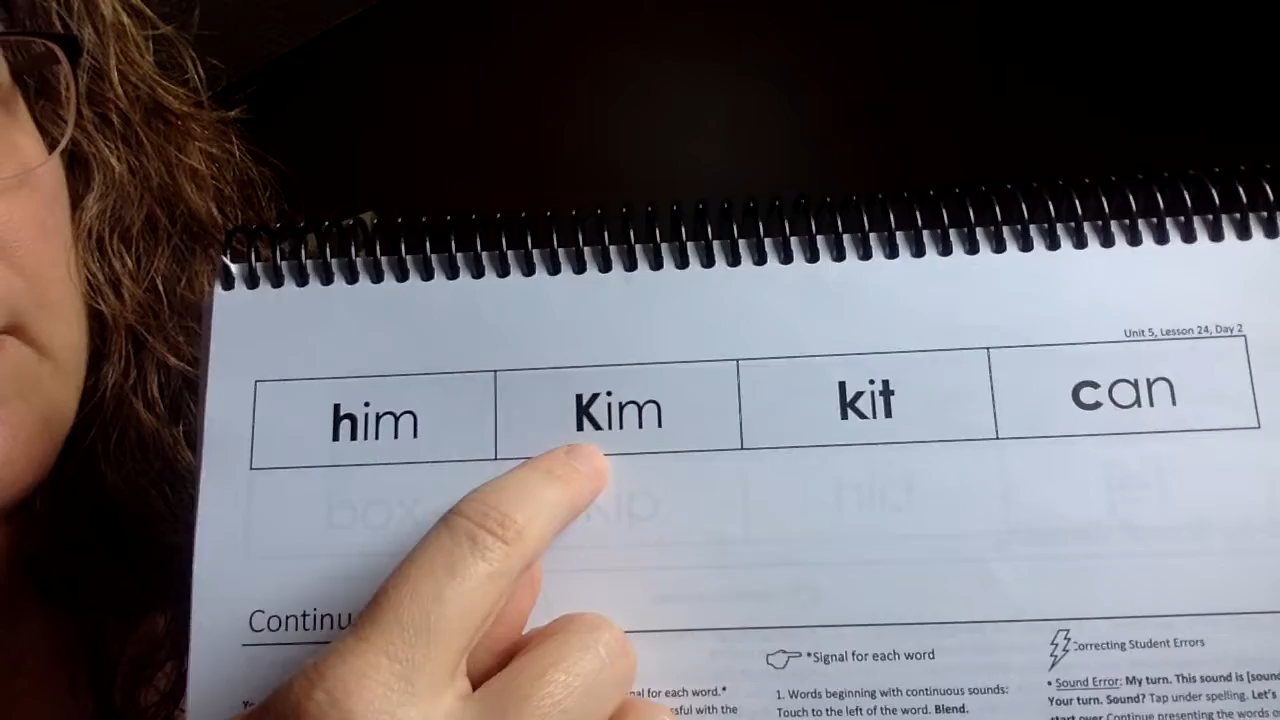 Unit 5, Lesson 24, Day 2
him Kim kit can
Continu
*Signal for each word
Correcting Student Errors
nal for each word.*
sful with the
1. Words beginning with continuous sounds:
Touch to the left of the word. Blend.
• Sound Error: My turn. This sound is [soun
Your turn. Sound? Tap under spelling. Let's
start over Continue presenting the words o